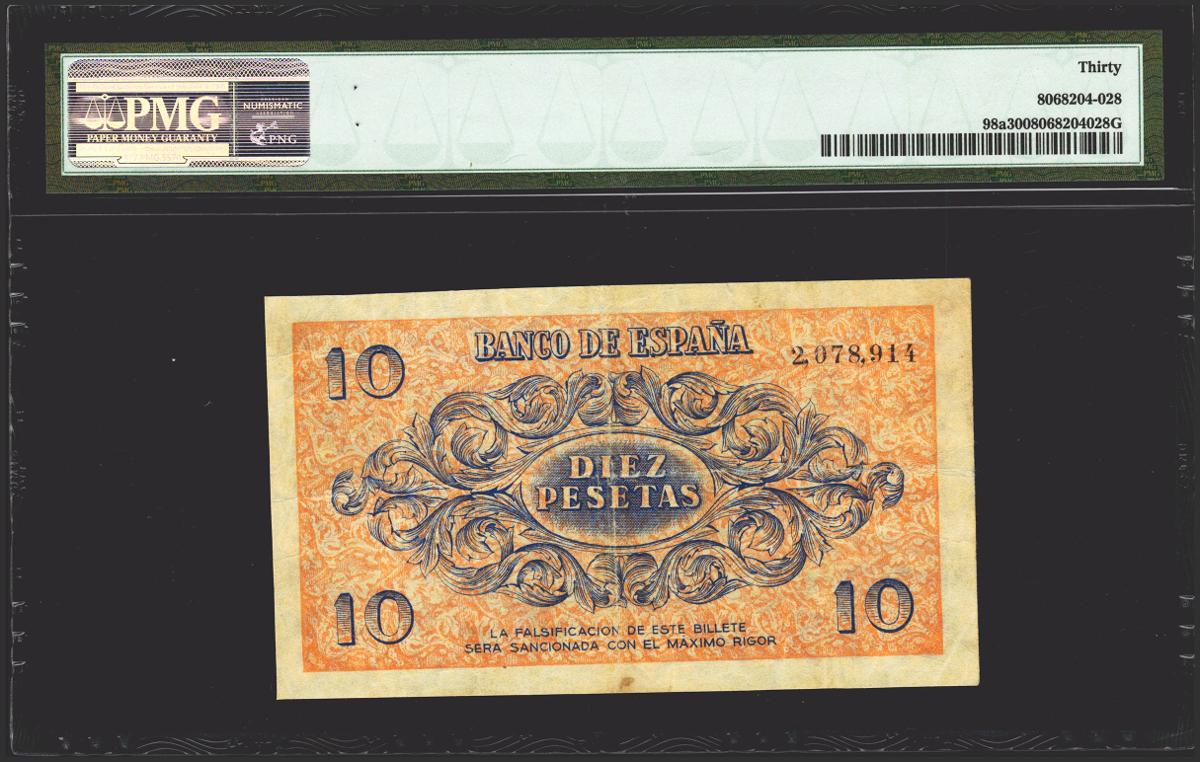 Thirty
8068204-028
98a3008068204028G
PMG
PAPER MONEY GUARANTY
NUMISMATIC
PNG
BANCO DE ESPAÑA
10
2,078,914
DIEZ
PESETAS
10
10
LA FALSIFICACION DE ESTE BILLETE
SERA SANCIONADA CON EL MAXIMO RIGOR